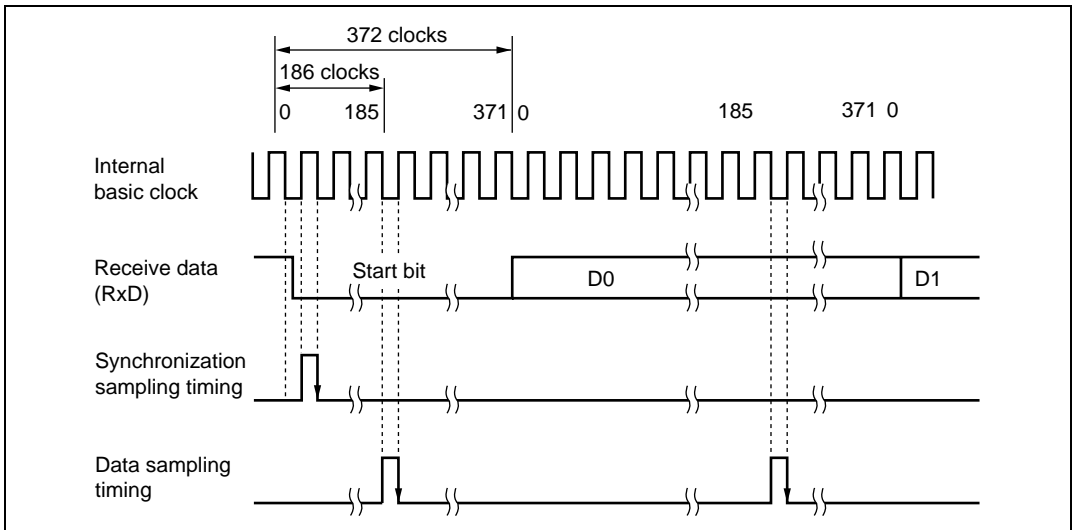 372 clocks
186 clocks
0 185 371 0 185 371 0
Internal
basic clock
Receive data
(RxD)
Start bit D0 D1
Synchronization
sampling timing
Data sampling
timing